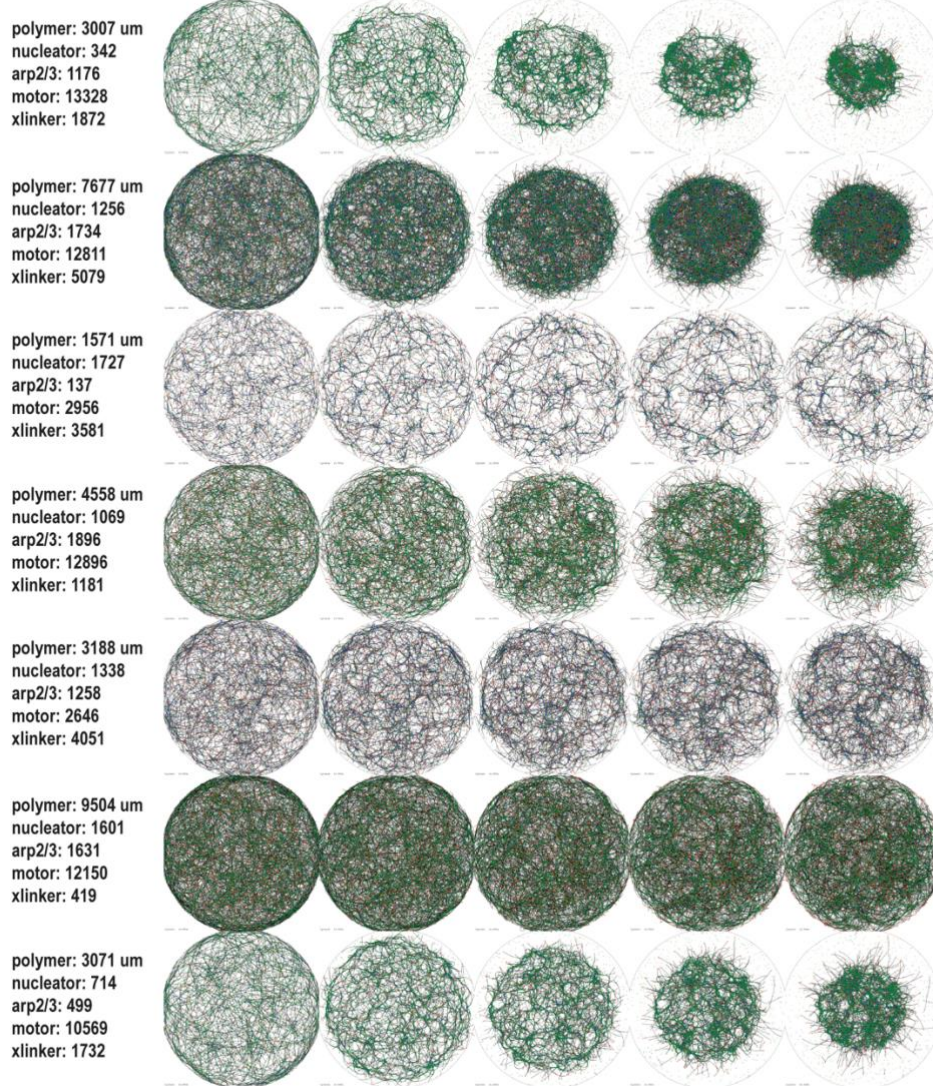 polymer: 3007 um
nucleator: 342
arp2/3: 1176
motor: 13328
xlinker: 1872
polymer: 7677 um
nucleator: 1256
arp2/3: 1734
motor: 12811
xlinker: 5079
polymer: 1571 um
nucleator: 1727
arp2/3: 137
motor: 2956
xlinker: 3581
polymer: 4558 um
nucleator: 1069
arp2/3: 1896
motor: 12896
xlinker: 1181
polymer: 3188 um
nucleator: 1338
arp2/3: 1258
motor: 2646
xlinker: 4051
polymer: 9504 um
nucleator: 1601
arp2/3: 1631
motor: 12150
xlinker: 419
polymer: 3071 um
nucleator: 714
arp2/3: 499
motor: 10569
xlinker: 1732